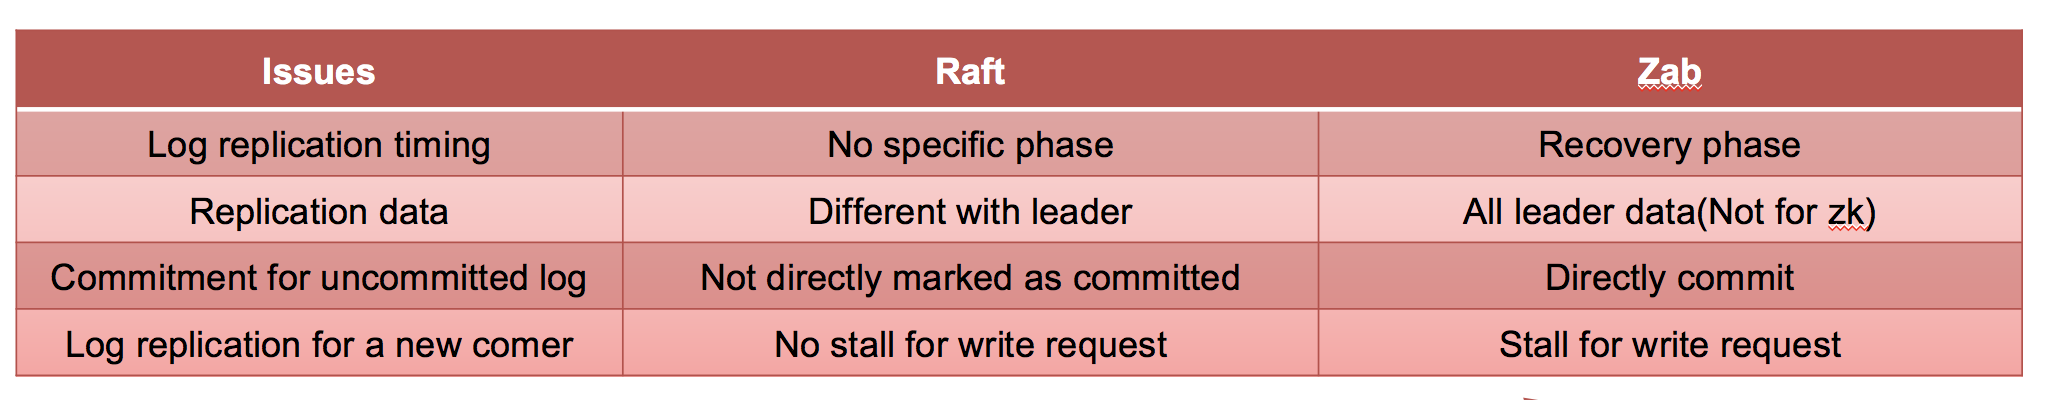 Issues Raft Zab
Log replication timing No specific phase Recovery phase
Replication data Different with leader All leader data(Not for zk)
Commitment for uncommitted log Not directly marked as committed Directly commit
Log replication for a new comer No stall for write request Stall for write request